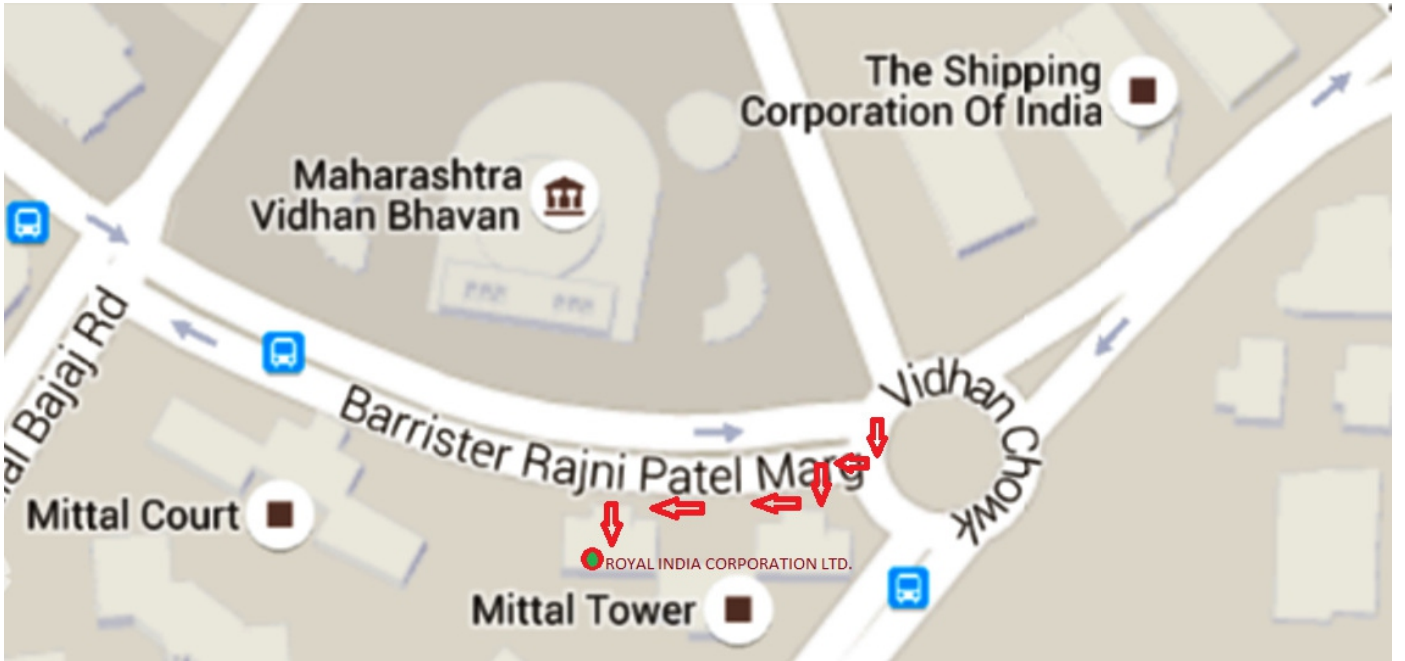 The Shipping
Corporation Of India
Maharashtra
Vidhan Bhavan
Bajaj Rd
Barrister Rajni Patel Marg
Vidhan Chowk
Mittal Court
ROYAL INDIA CORPORATION LTD.
Mittal Tower